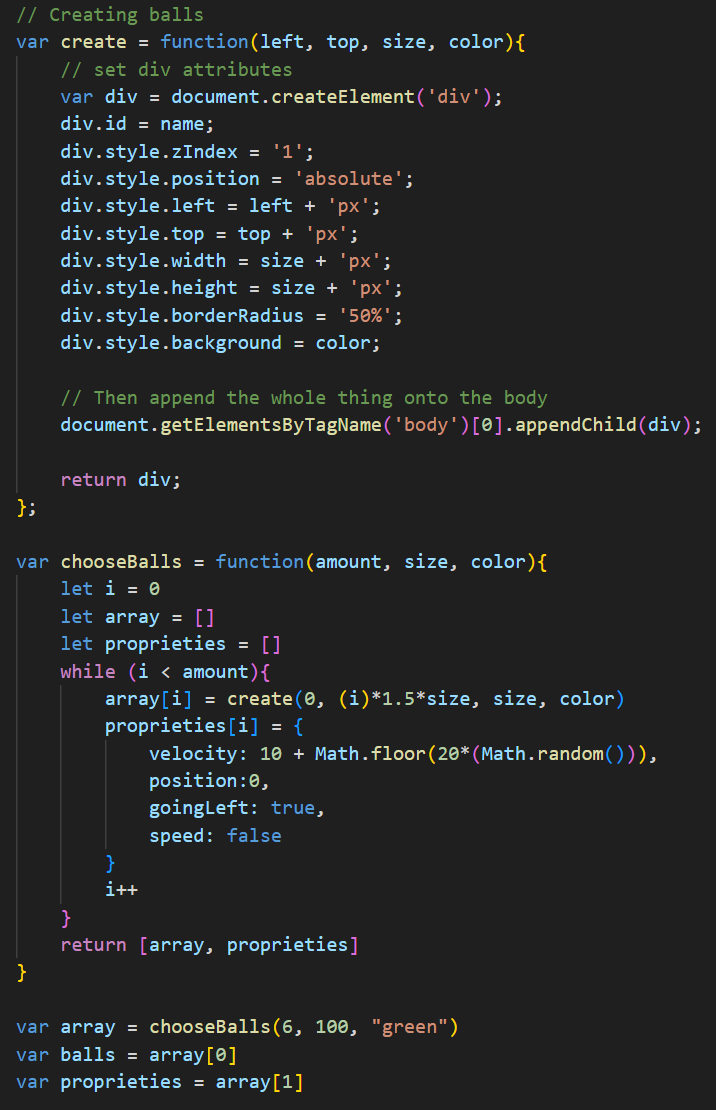 // Creating balls
var create = function(left, top, size, color){
    // set div attributes
    var div = document.createElement('div');
    div.id = name;
    div.style.zIndex = '1';
    div.style.position = 'absolute';
    div.style.left = left + 'px';
    div.style.top = top + 'px';
    div.style.width = size + 'px';
    div.style.height = size + 'px';
    div.style.borderRadius = '50%';
    div.style.background = color;

    // Then append the whole thing onto the body
    document.getElementsByTagName('body')[0].appendChild(div);

    return div;
};

var chooseBalls = function(amount, size, color){
    let i = 0
    let array = []
    let proprieties = []
    while (i < amount){
        array[i] = create(0, (i)*1.5*size, size, color)
        proprieties[i] = {
            velocity: 10 + Math.floor(20*(Math.random())),
            position:0,
            goingLeft: true,
            speed: false
        }
        i++
    }
    return [array, proprieties]
}

var array = chooseBalls(6, 100, "green")
var balls = array[0]
var proprieties = array[1]